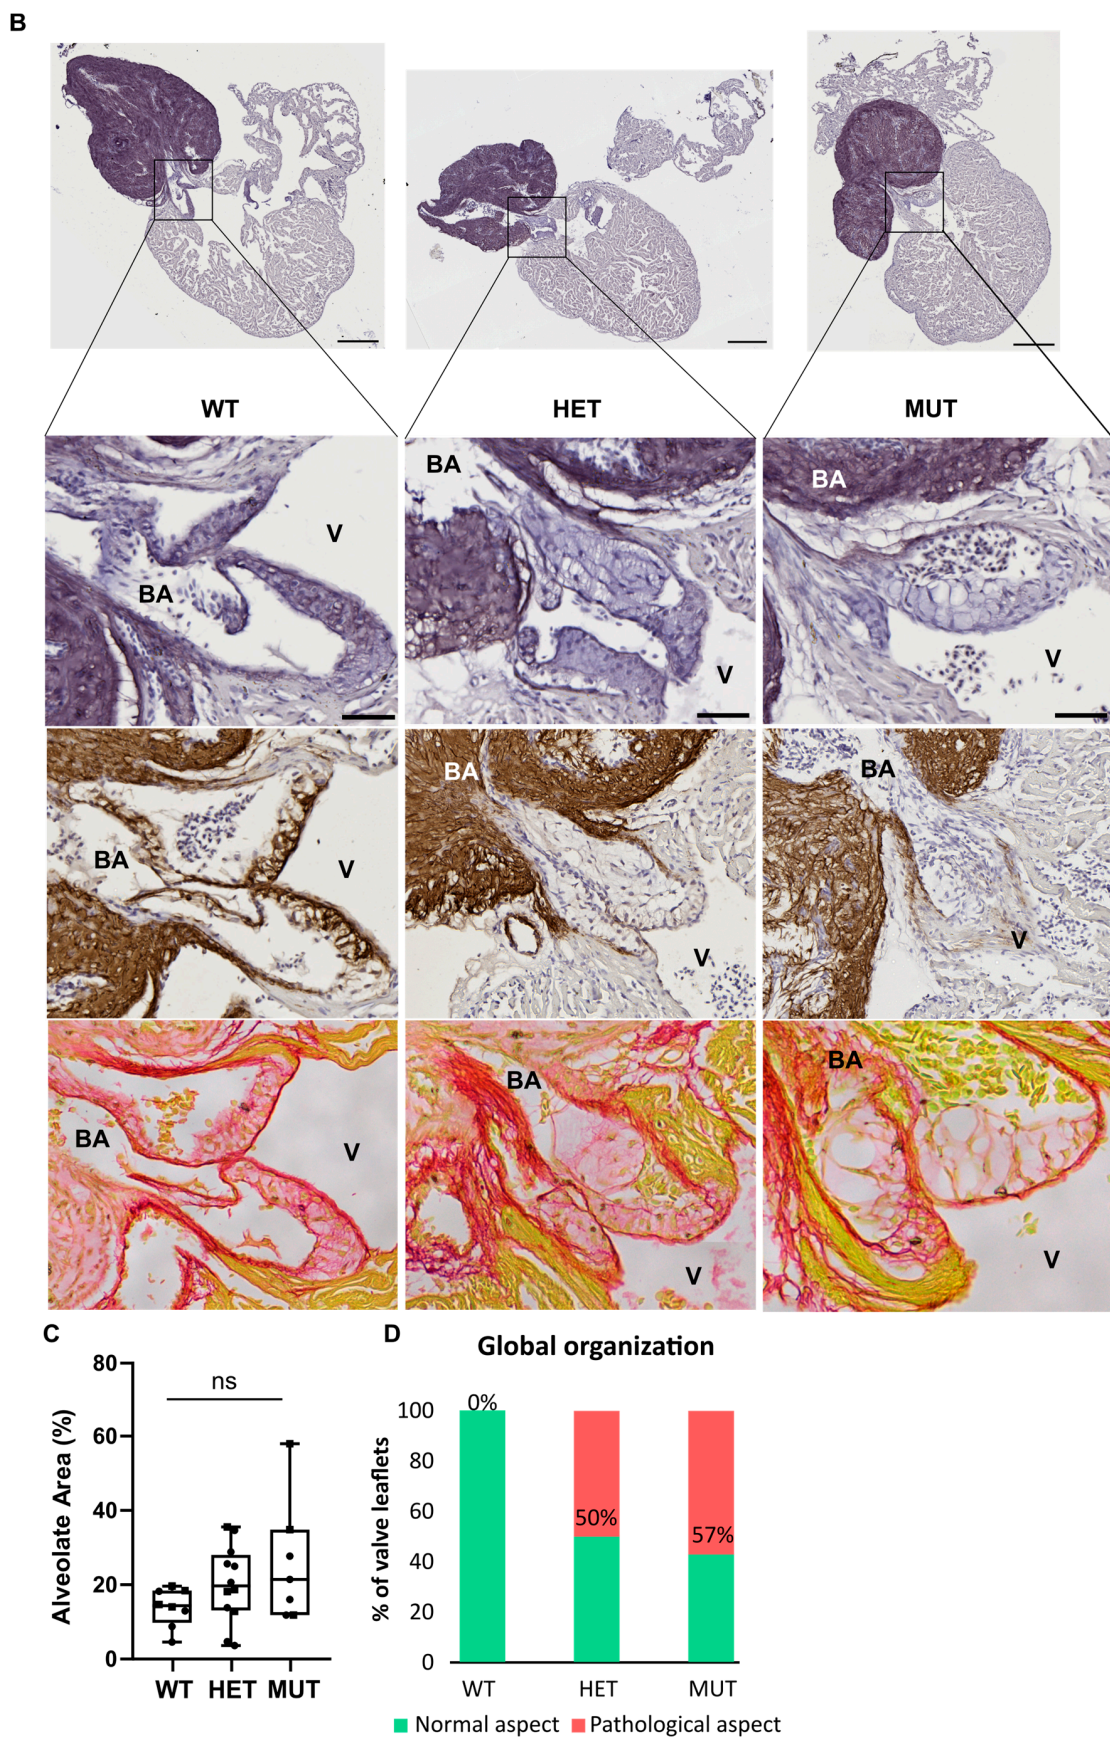 B
WT
HET
MUT
BA
V
BA
V
BA
V
BA
V
BA
V
BA
V
BA
V
BA
V
BA
V
C
Alveolate Area (%)
80
60
40
20
0
ns
WT HET MUT
D
Global organization
% of valve leaflets
100
80
60
40
20
0
0%
50%
57%
WT HET MUT
Normal aspect Pathological aspect